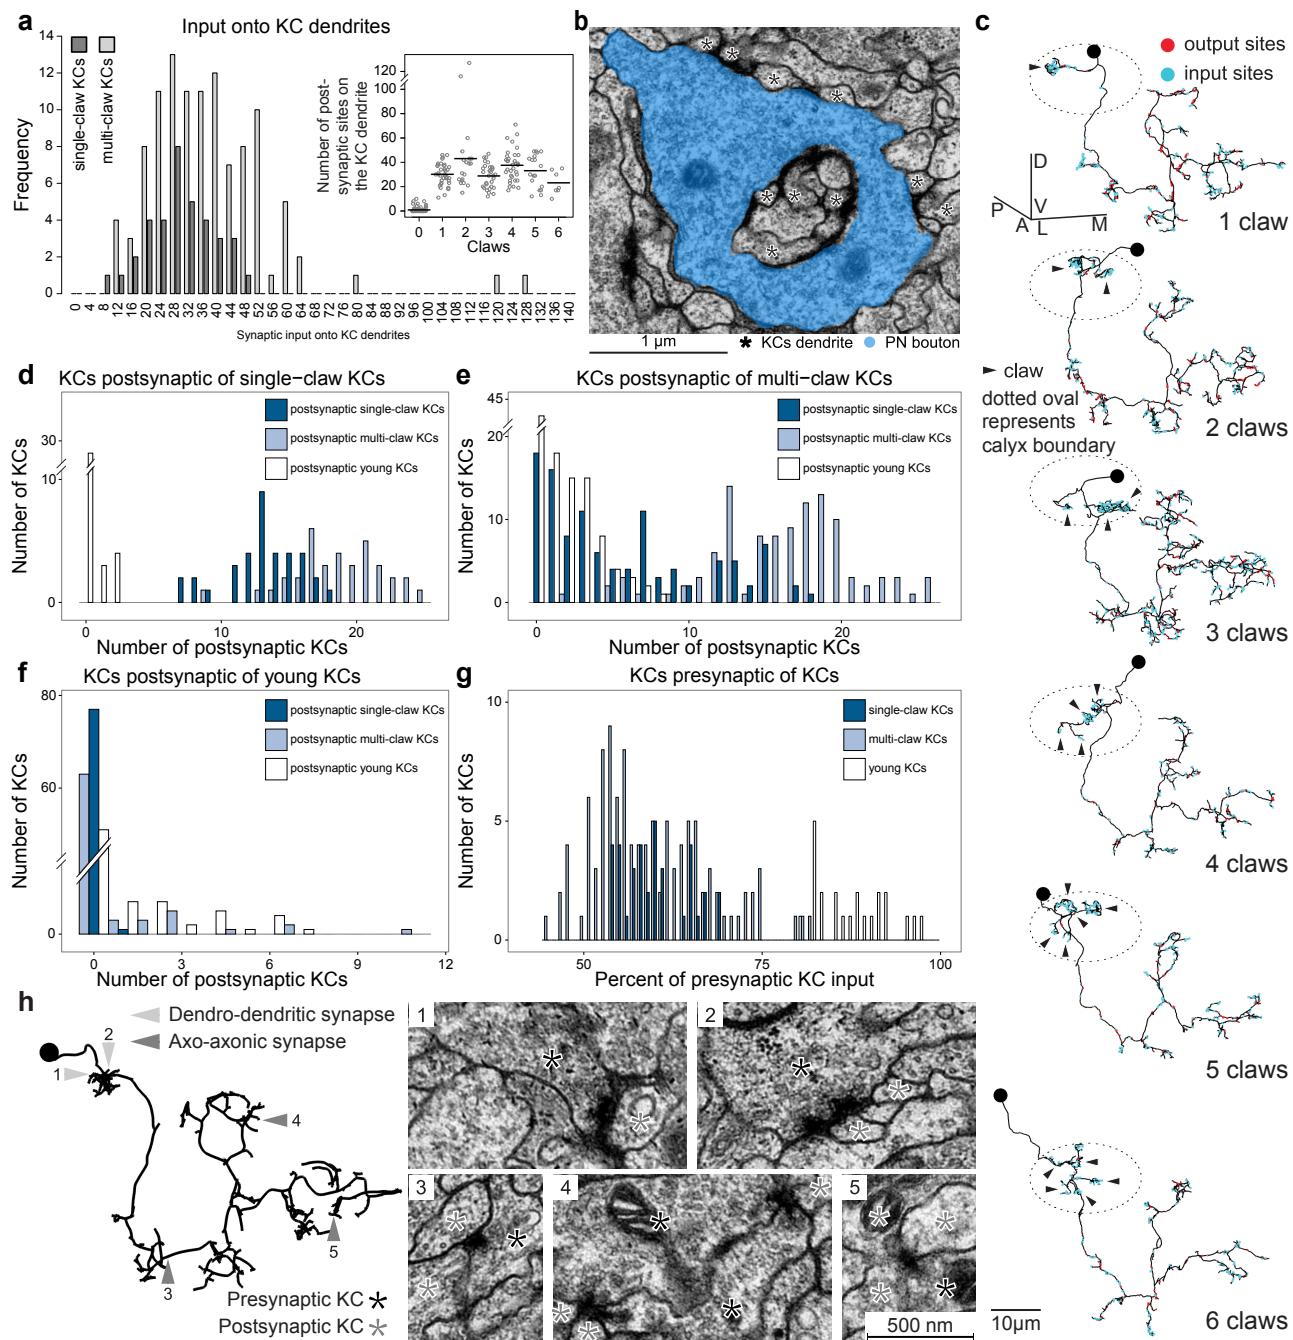 a
Input onto KC dendrites
single-claw KCs
multi-claw KCs
Frequency
14
12
10
8
6
4
2
0
0 4 8 12 16 20 24 28 32 36 40 44 48 52 56 60 64 68 72 76 80 84 88 92 96 100 104 108 112 116 120 124 128 132 136 140
Synaptic input onto KC dendrites
Number of post-
synaptic sites on
the KC dendrite
120
100
80
60
40
20
0
0 1 2 3 4 5 6
Claws
b
1 µm
* KCs dendrite
PN bouton
c
output sites
input sites
D
P
V
A
L
M
1 claw
2 claws
claw
dotted oval
represents
calyx boundary
3 claws
4 claws
5 claws
6 claws
10µm
d
KCs postsynaptic of single−claw KCs
postsynaptic single-claw KCs
postsynaptic multi-claw KCs
postsynaptic young KCs
Number of KCs
30
10
0
0 10 20
Number of postsynaptic KCs
e
KCs postsynaptic of multi−claw KCs
postsynaptic single-claw KCs
postsynaptic multi-claw KCs
postsynaptic young KCs
Number of KCs
45
20
10
0
0 10 20
Number of postsynaptic KCs
f
KCs postsynaptic of young KCs
postsynaptic single-claw KCs
postsynaptic multi-claw KCs
postsynaptic young KCs
Number of KCs
80
60
0
0 3 6 9 12
Number of postsynaptic KCs
g
KCs presynaptic of KCs
single-claw KCs
multi-claw KCs
young KCs
Number of KCs
10
5
0
50 75 100
Percent of presynaptic KC input
h
Dendro-dendritic synapse
Axo-axonic synapse
2
1
4
5
3
Presynaptic KC *
Postsynaptic KC *
1
2
3
4
5
500 nm